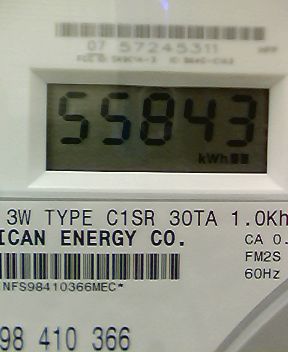 07 57245311
55843
kWh
3W TYPE C1SR 30TA 1.0Kh
ICAN ENERGY CO.
CA 0.
FM2S
60Hz
NFS98410366MEC*
98 410 366